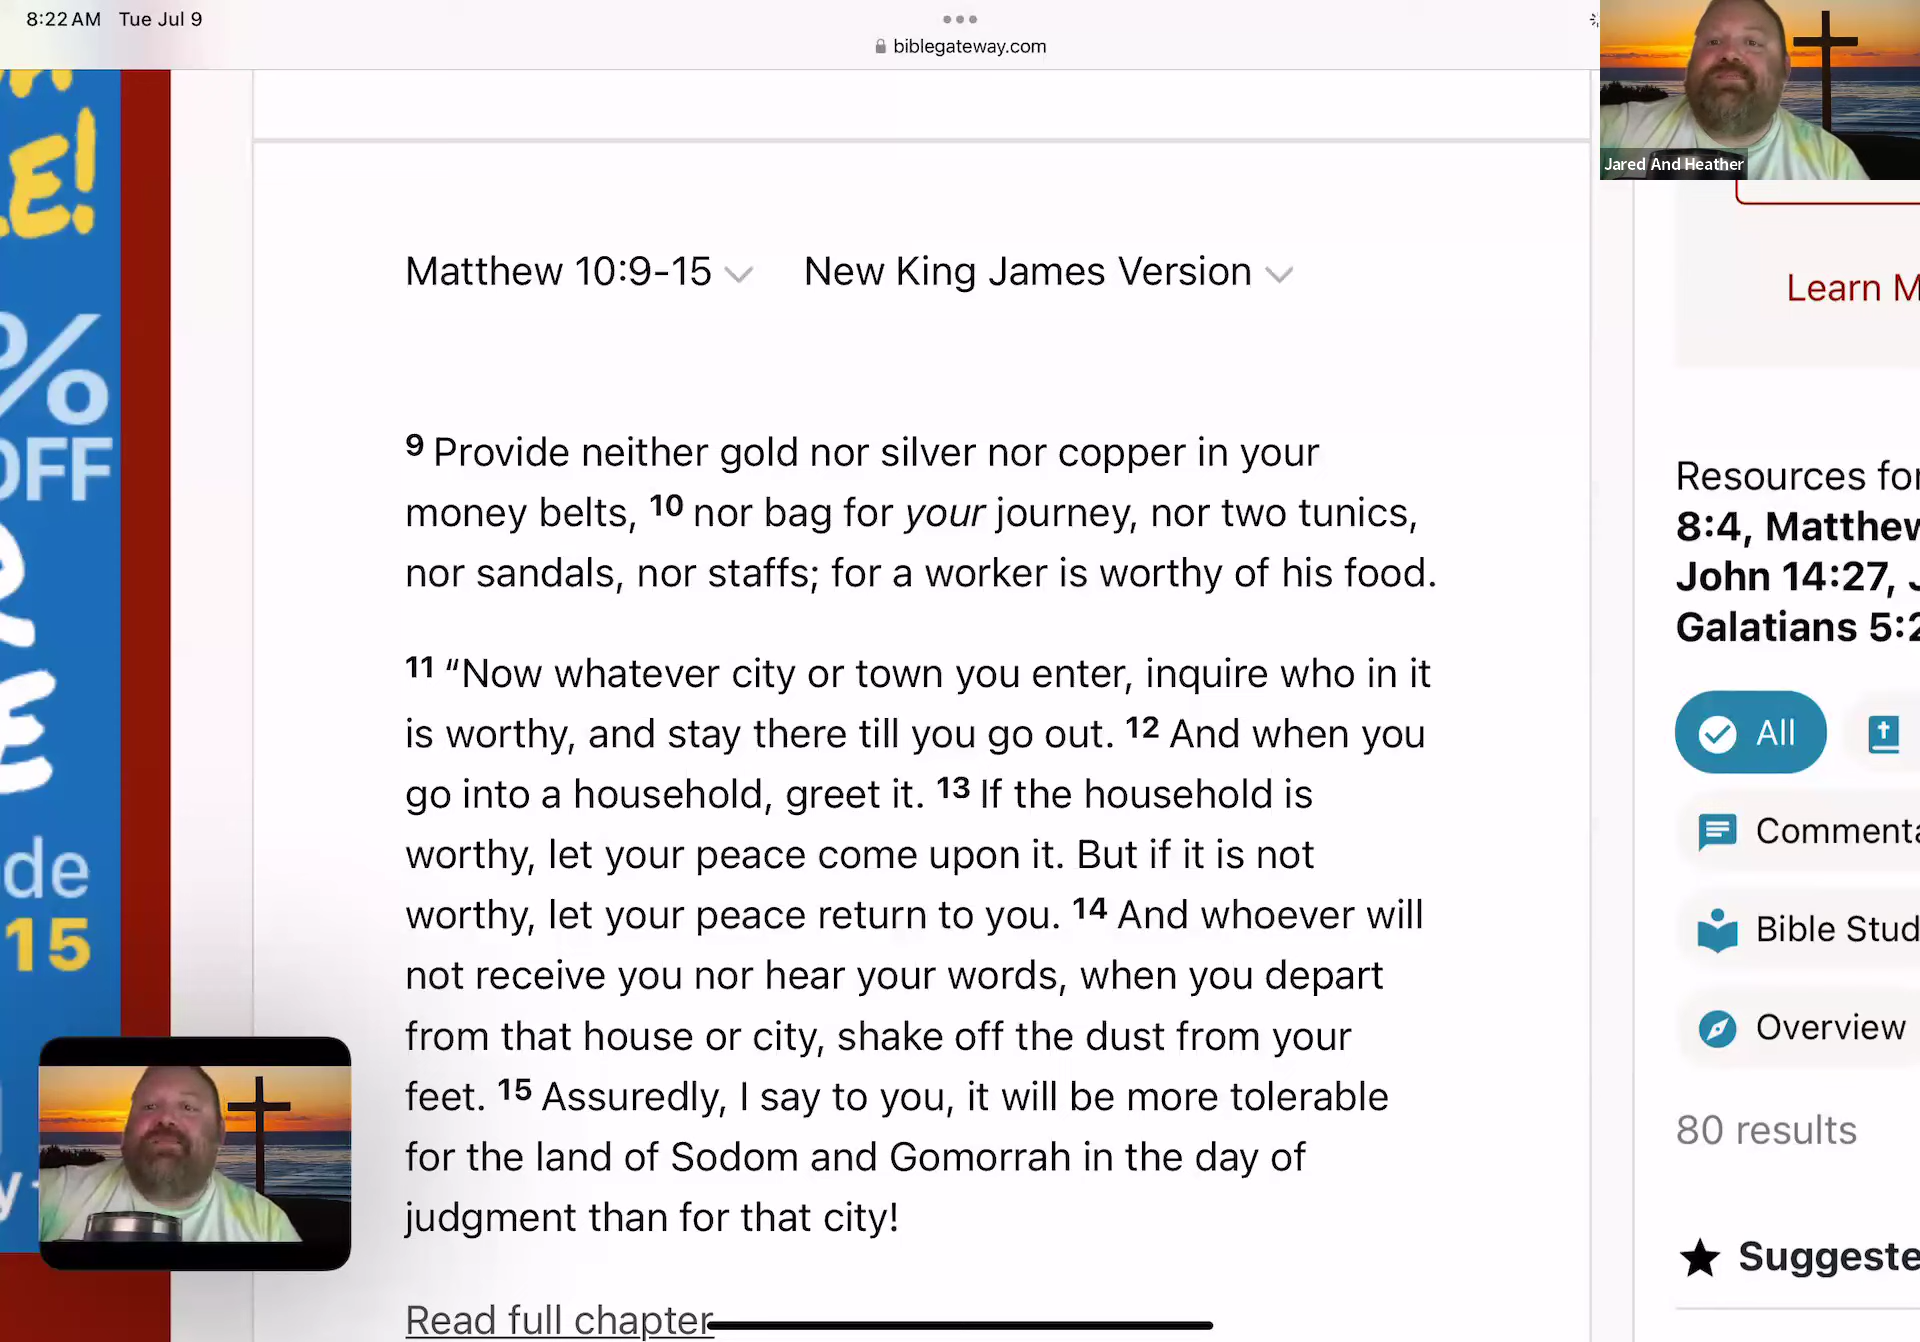 8:22 AM Tue Jul 9
biblegateway.com
Jared And Heather
E!
%
OFF
E
de
15
Matthew 10:9-15 New King James Version
9 Provide neither gold nor silver nor copper in your
money belts, 10 nor bag for your journey, nor two tunics,
nor sandals, nor staffs; for a worker is worthy of his food.
11 “Now whatever city or town you enter, inquire who in it
is worthy, and stay there till you go out. 12 And when you
go into a household, greet it. 13 If the household is
worthy, let your peace come upon it. But if it is not
worthy, let your peace return to you. 14 And whoever will
not receive you nor hear your words, when you depart
from that house or city, shake off the dust from your
feet. 15 Assuredly, I say to you, it will be more tolerable
for the land of Sodom and Gomorrah in the day of
judgment than for that city!
Read full chapter
Learn M
Resources for
8:4, Matthew
John 14:27, J
Galatians 5:2
All
Commenta
Bible Stud
Overview
80 results
Suggeste